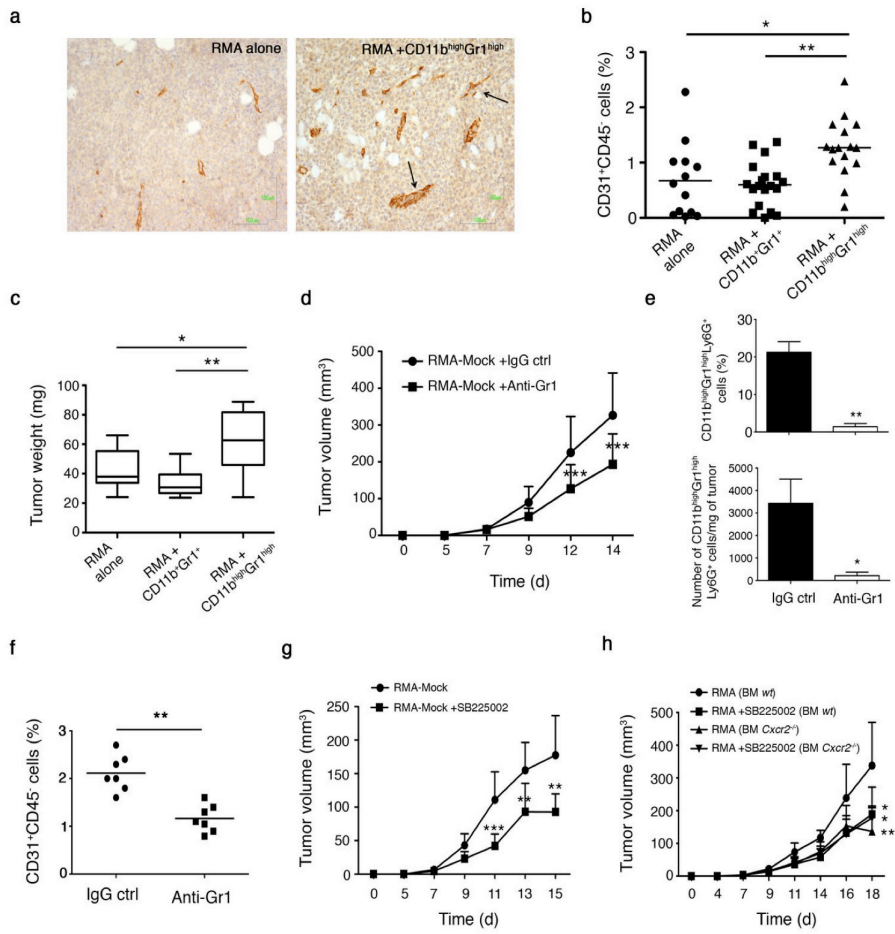 a
RMA alone
RMA +CD11b^high Gr1^high
b
*
**
CD31⁺CD45⁻ cells (%)
3
2
1
0
RMA alone
RMA + CD11b⁺Gr1⁺
RMA + CD11b^high Gr1^high
c
*
**
Tumor weight (mg)
100
80
60
40
20
0
RMA alone
RMA + CD11b⁺Gr1⁺
RMA + CD11b^high Gr1^high
d
RMA-Mock +IgG ctrl
RMA-Mock +Anti-Gr1
Tumor volume (mm³)
500
400
300
200
100
0
***
***
0 5 7 9 12 14
Time (d)
e
CD11b^high Gr1^high Ly6G⁺
cells (%)
30
20
10
0
**
Number of CD11b^high Gr1^high
Ly6G⁺ cells/mg of tumor
5000
4000
3000
2000
1000
0
*
IgG ctrl Anti-Gr1
f
**
CD31⁺CD45⁻ cells (%)
3
2
1
0
IgG ctrl Anti-Gr1
g
RMA-Mock
RMA-Mock +SB225002
Tumor volume (mm³)
250
200
150
100
50
0
***
**
**
0 5 7 9 11 13 15
Time (d)
h
RMA (BM wt)
RMA +SB225002 (BM wt)
RMA (BM Cxcr2⁻/⁻)
RMA +SB225002 (BM Cxcr2⁻/⁻)
Tumor volume (mm³)
500
400
300
200
100
0
*
*
**
0 4 7 9 11 14 16 18
Time (d)